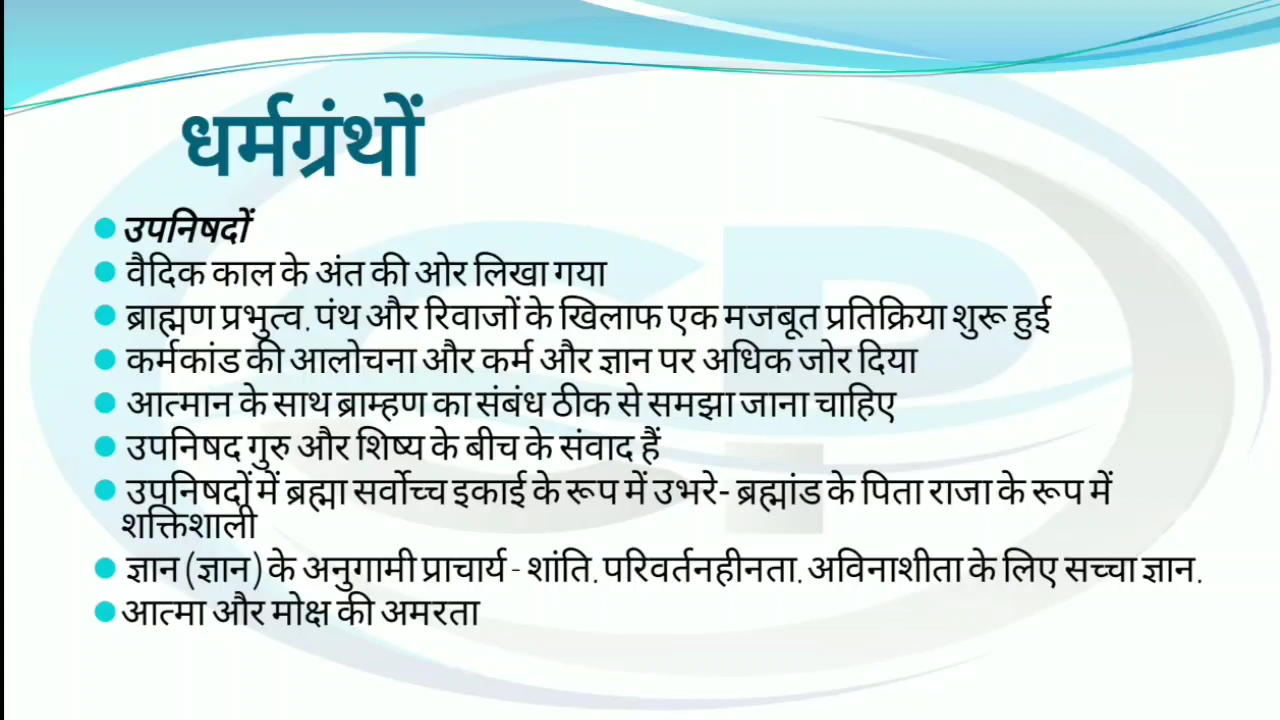 धर्मग्रंथों
उपनिषदों
वैदिक काल के अंत की ओर लिखा गया
ब्राह्मण प्रभुत्व, पंथ और रिवाजों के खिलाफ एक मजबूत प्रतिक्रिया शुरू हुई
कर्मकांड की आलोचना और कर्म और ज्ञान पर अधिक जोर दिया
आत्मान के साथ ब्राम्हण का संबंध ठीक से समझा जाना चाहिए
उपनिषद गुरु और शिष्य के बीच के संवाद हैं
उपनिषदों में ब्रह्मा सर्वोच्च इकाई के रूप में उभरे- ब्रह्मांड के पिता राजा के रूप में
शक्तिशाली
ज्ञान (ज्ञान) के अनुगामी प्राचार्य - शांति, परिवर्तनहीनता, अविनाशीता के लिए सच्चा ज्ञान,
आत्मा और मोक्ष की अमरता